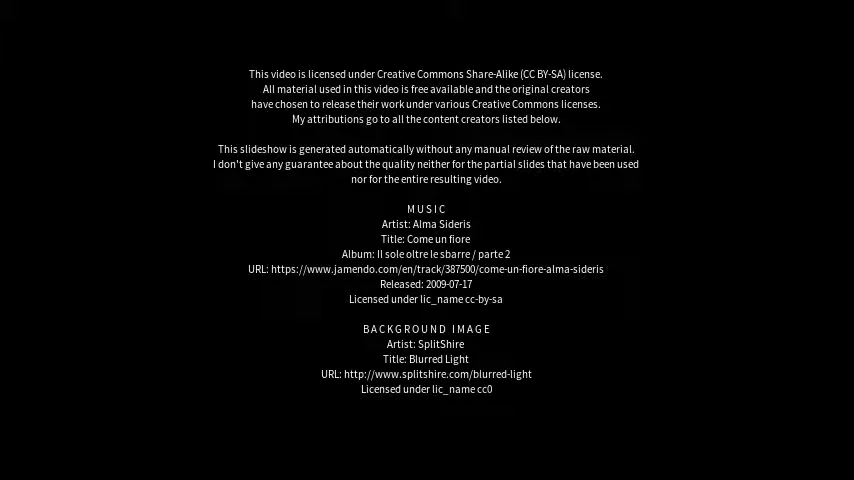 This video is licensed under Creative Commons Share-Alike (CC BY-SA) license.
All material used in this video is free available and the original creators
have chosen to release their work under various Creative Commons licenses.
My attributions go to all the content creators listed below.
This slideshow is generated automatically without any manual review of the raw material.
I don't give any guarantee about the quality neither for the partial slides that have been used
nor for the entire resulting video.
MUSIC
Artist: Alma Sideris
Title: Come un fiore
Album: Il sole oltre le sbarre / parte 2
URL: https://www.jamendo.com/en/track/387500/come-un-fiore-alma-sideris
Released: 2009-07-17
Licensed under lic_name cc-by-sa
BACKGROUND IMAGE
Artist: SplitShire
Title: Blurred Light
URL: http://www.splitshire.com/blurred-light
Licensed under lic_name cc0